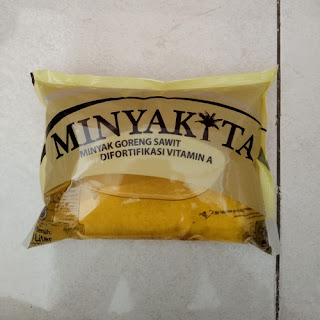 MINYAKITA
MINYAK GORENG SAWIT
DIFORTIFIKASI VITAMIN A